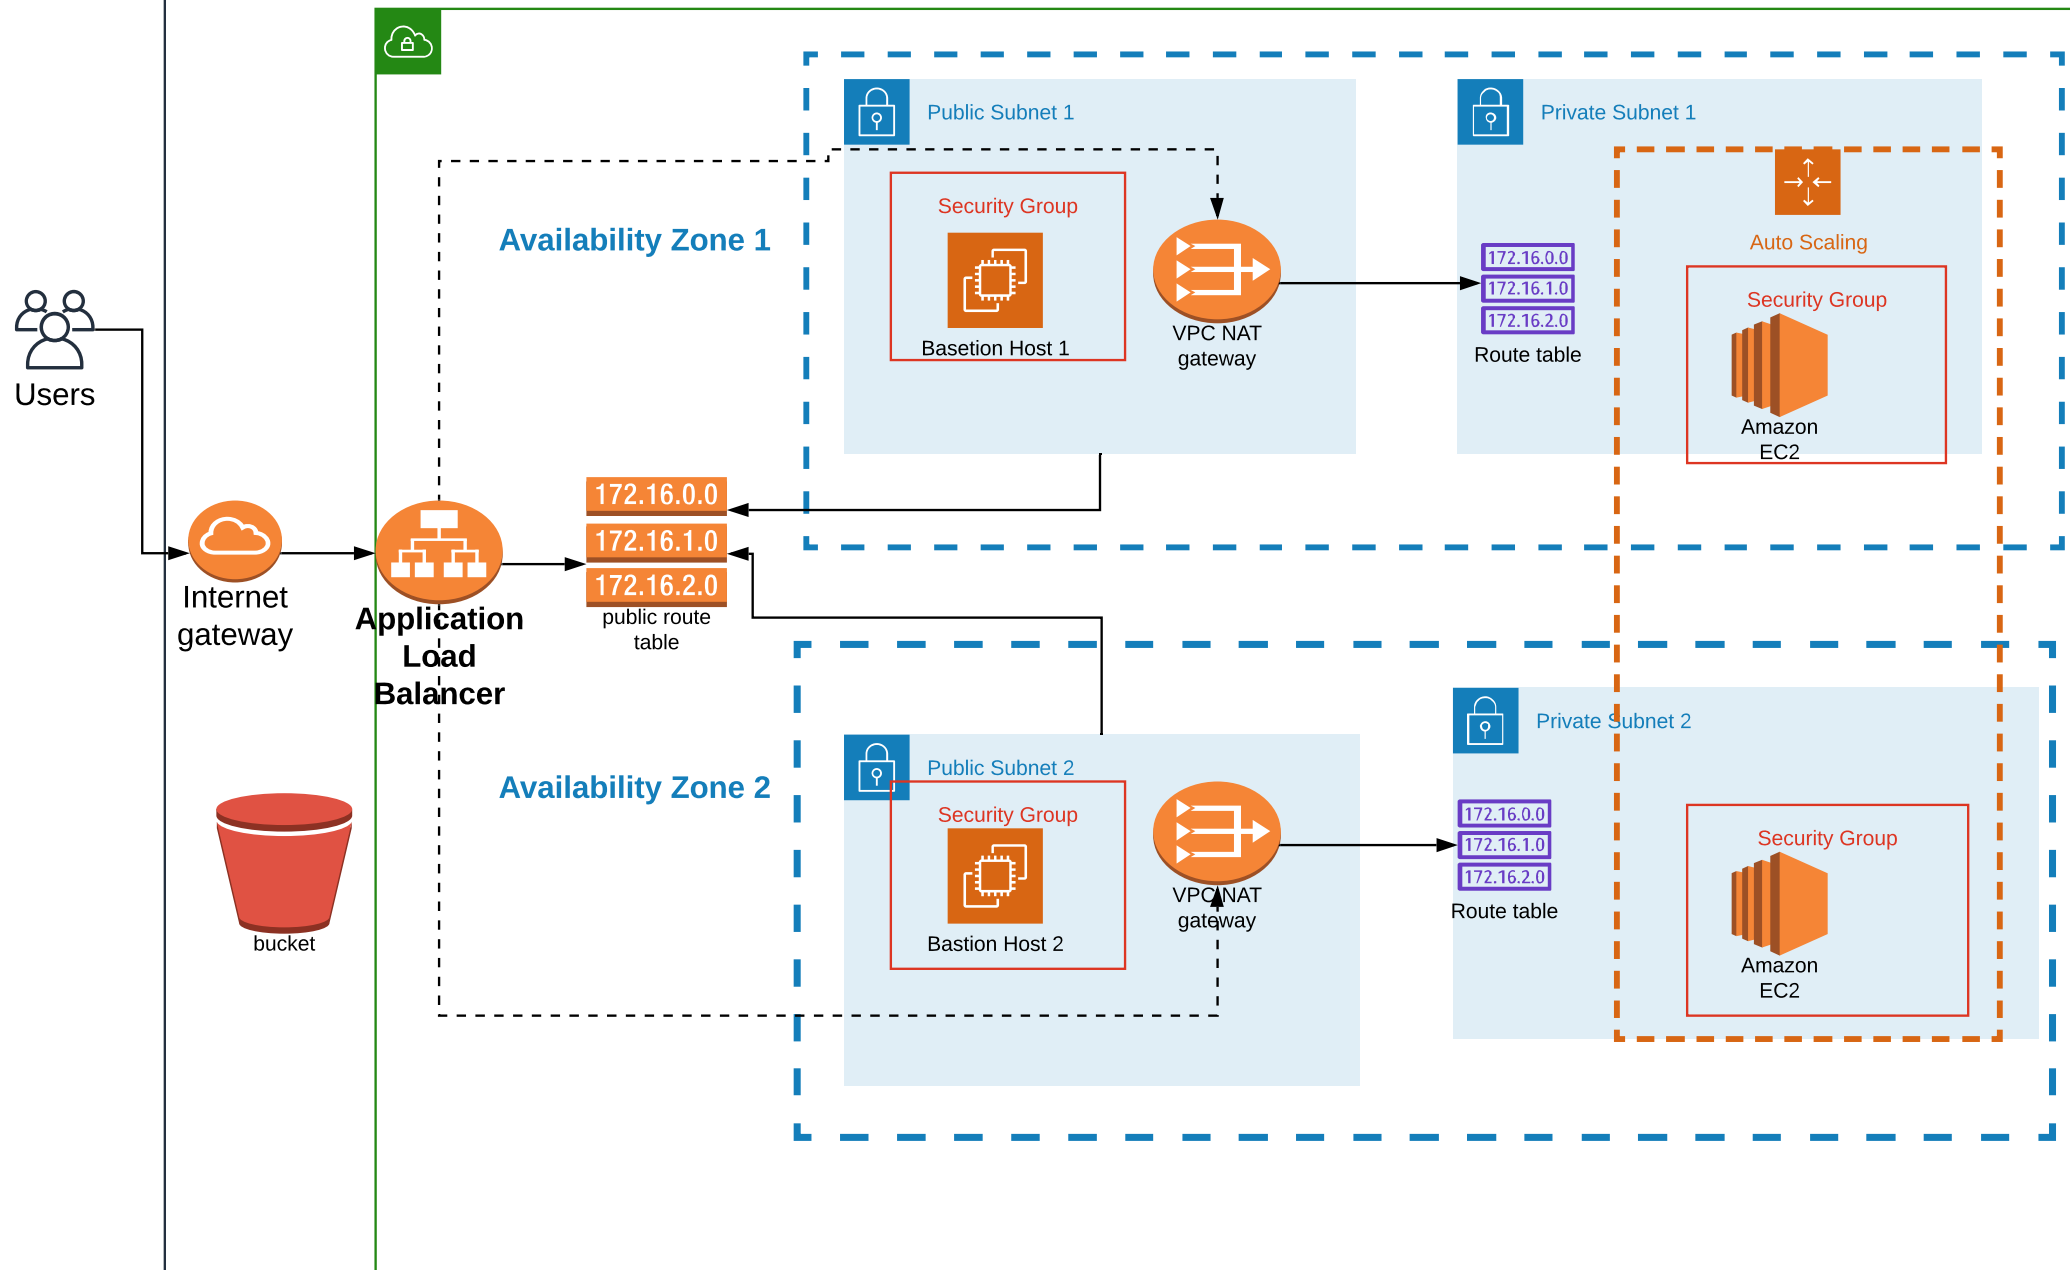 Public Subnet 1
Private Subnet 1
Security Group
Availability Zone 1
Auto Scaling
172.16.0.0
172.16.1.0
172.16.2.0
Security Group
Basetion Host 1
VPC NAT
gateway
Route table
Users
Amazon
EC2
172.16.0.0
172.16.1.0
172.16.2.0
public route
table
Internet
gateway
Application
Load
Balancer
Private Subnet 2
Availability Zone 2
Public Subnet 2
Security Group
172.16.0.0
172.16.1.0
172.16.2.0
Security Group
VPC NAT
gateway
Route table
bucket
Bastion Host 2
Amazon
EC2